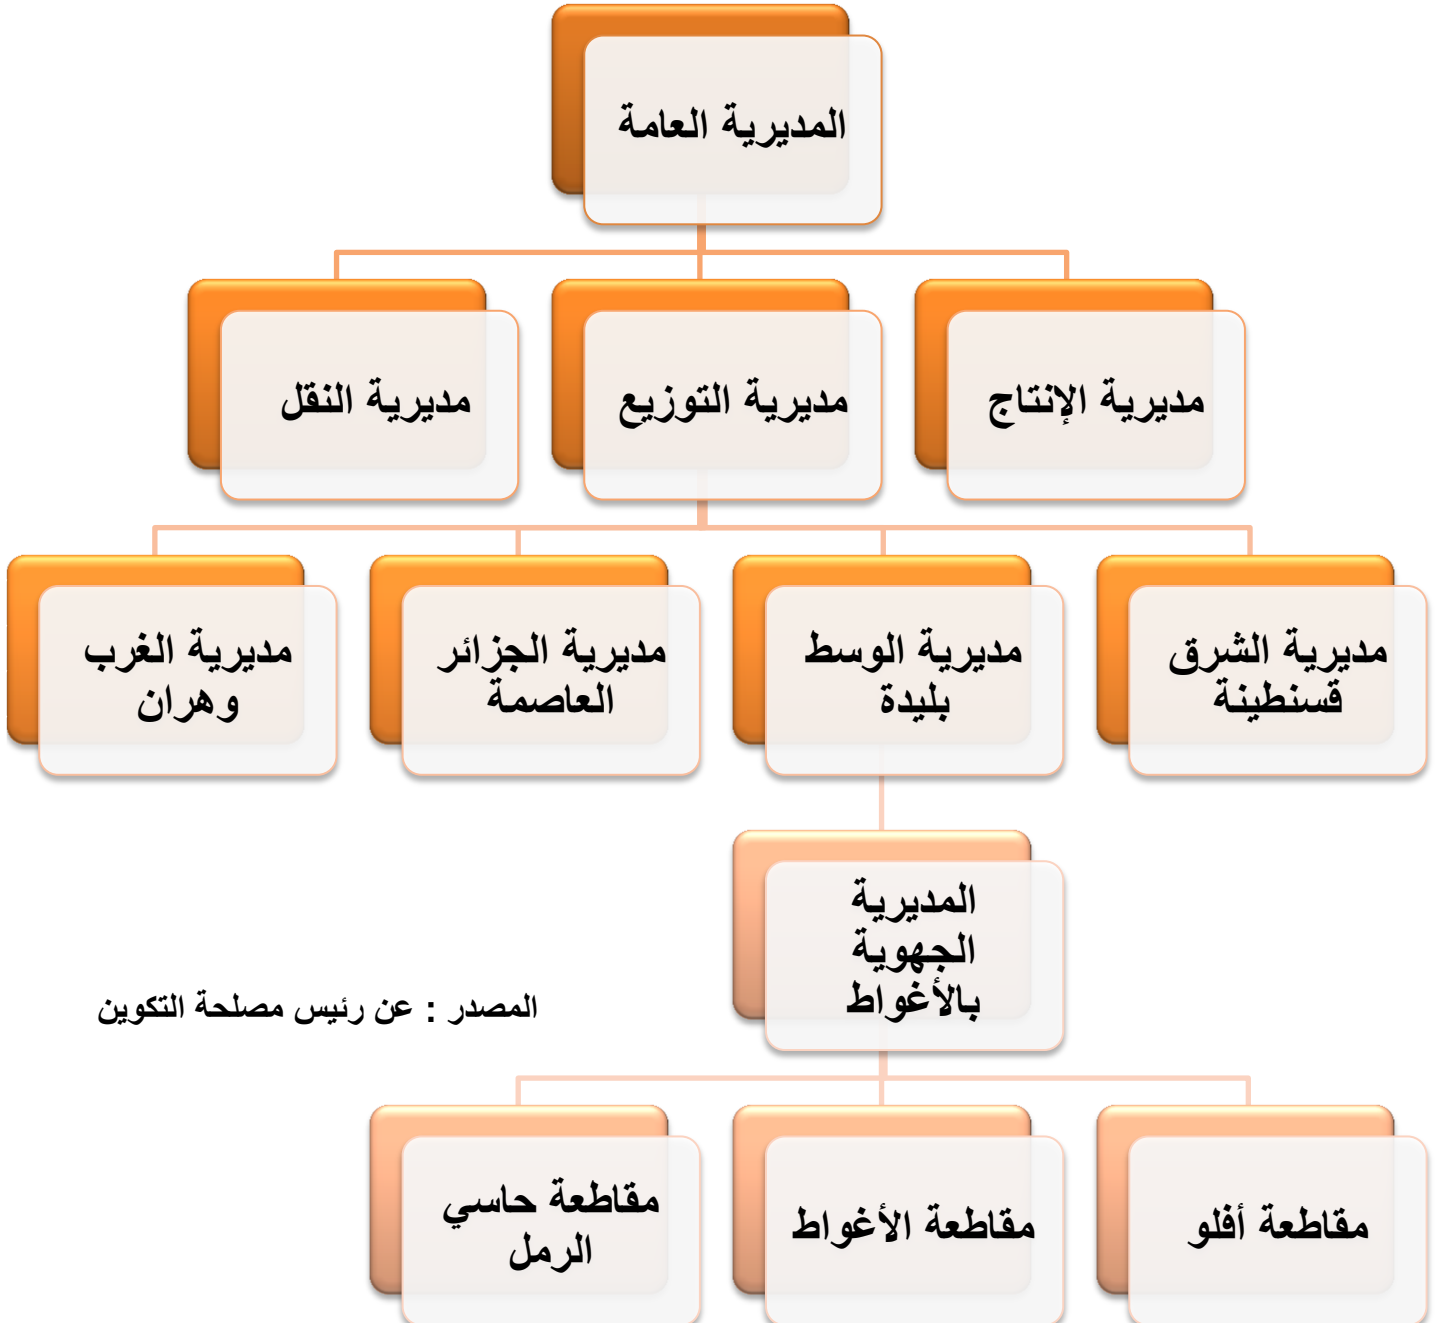 المديرية العامة
مديرية الإنتاج
مديرية التوزيع
مديرية النقل
مديرية الشرق
قسنطينة
مديرية الوسط
بليدة
مديرية الجزائر
العاصمة
مديرية الغرب
وهران
المديرية
الجهوية
بالأغواط
المصدر : عن رئيس مصلحة التكوين
مقاطعة أفلو
مقاطعة الأغواط
مقاطعة حاسي
الرمل